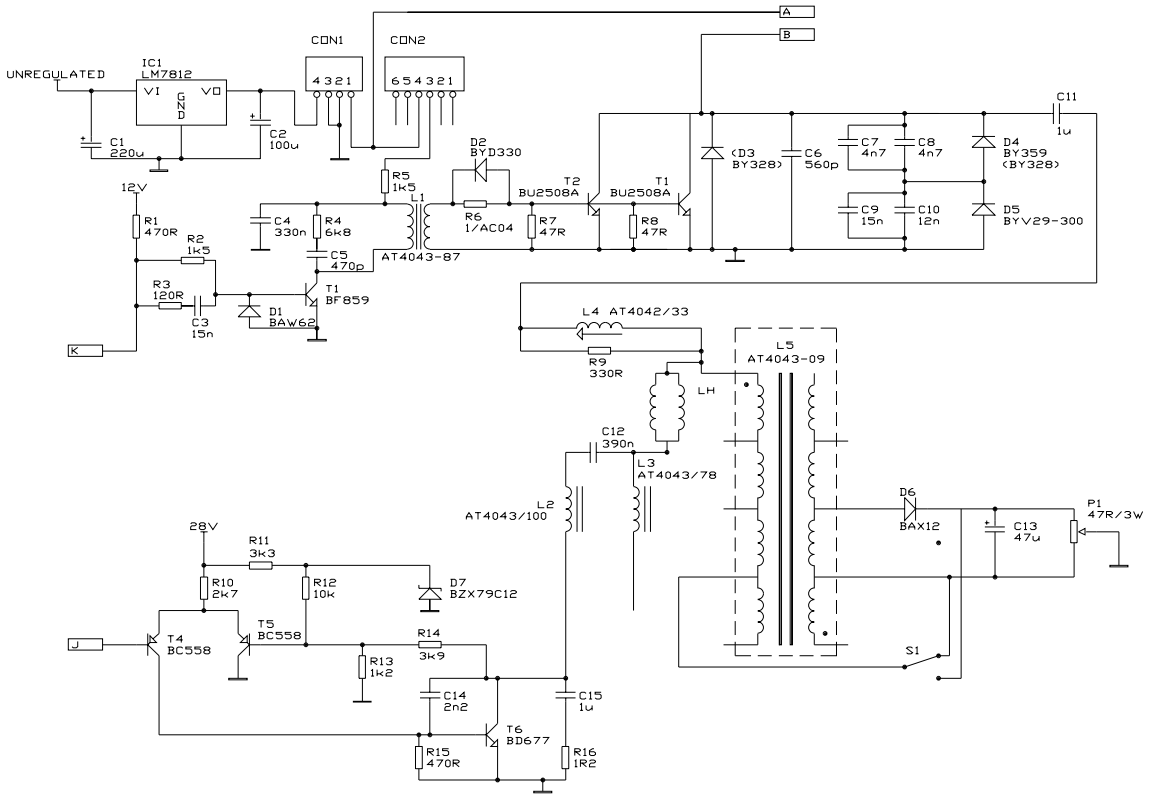 A
B
CON1
CON2
UNREGULATED
IC1
LM7812
VI
GND
VO
4321
654321
C1
220u
C2
100u
C11
1u
D2
BYD330
R5
1k5
L1
T2
BU2508A
T1
BU2508A
(D3
BY328)
C6
560p
C7
4n7
C8
4n7
D4
BY359
(BY328)
12V
R1
470R
C4
330n
R4
6k8
R6
1/AC04
R7
47R
R8
47R
C9
15n
C10
12n
D5
BYV29-300
R2
1k5
C5
470p
AT4043-87
R3
120R
C3
15n
D1
BAW62
T1
BF859
K
L4 AT4042/33
R9
330R
L5
AT4043-09
LH
C12
390n
L3
AT4043/78
L2
AT4043/100
D6
BAX12
C13
47u
P1
47R/3W
28V
R11
3k3
R10
2k7
R12
10k
D7
BZX79C12
J
T4
BC558
T5
BC558
R14
3k9
R13
1k2
S1
C14
2n2
C15
1u
T6
BD677
R15
470R
R16
1R2